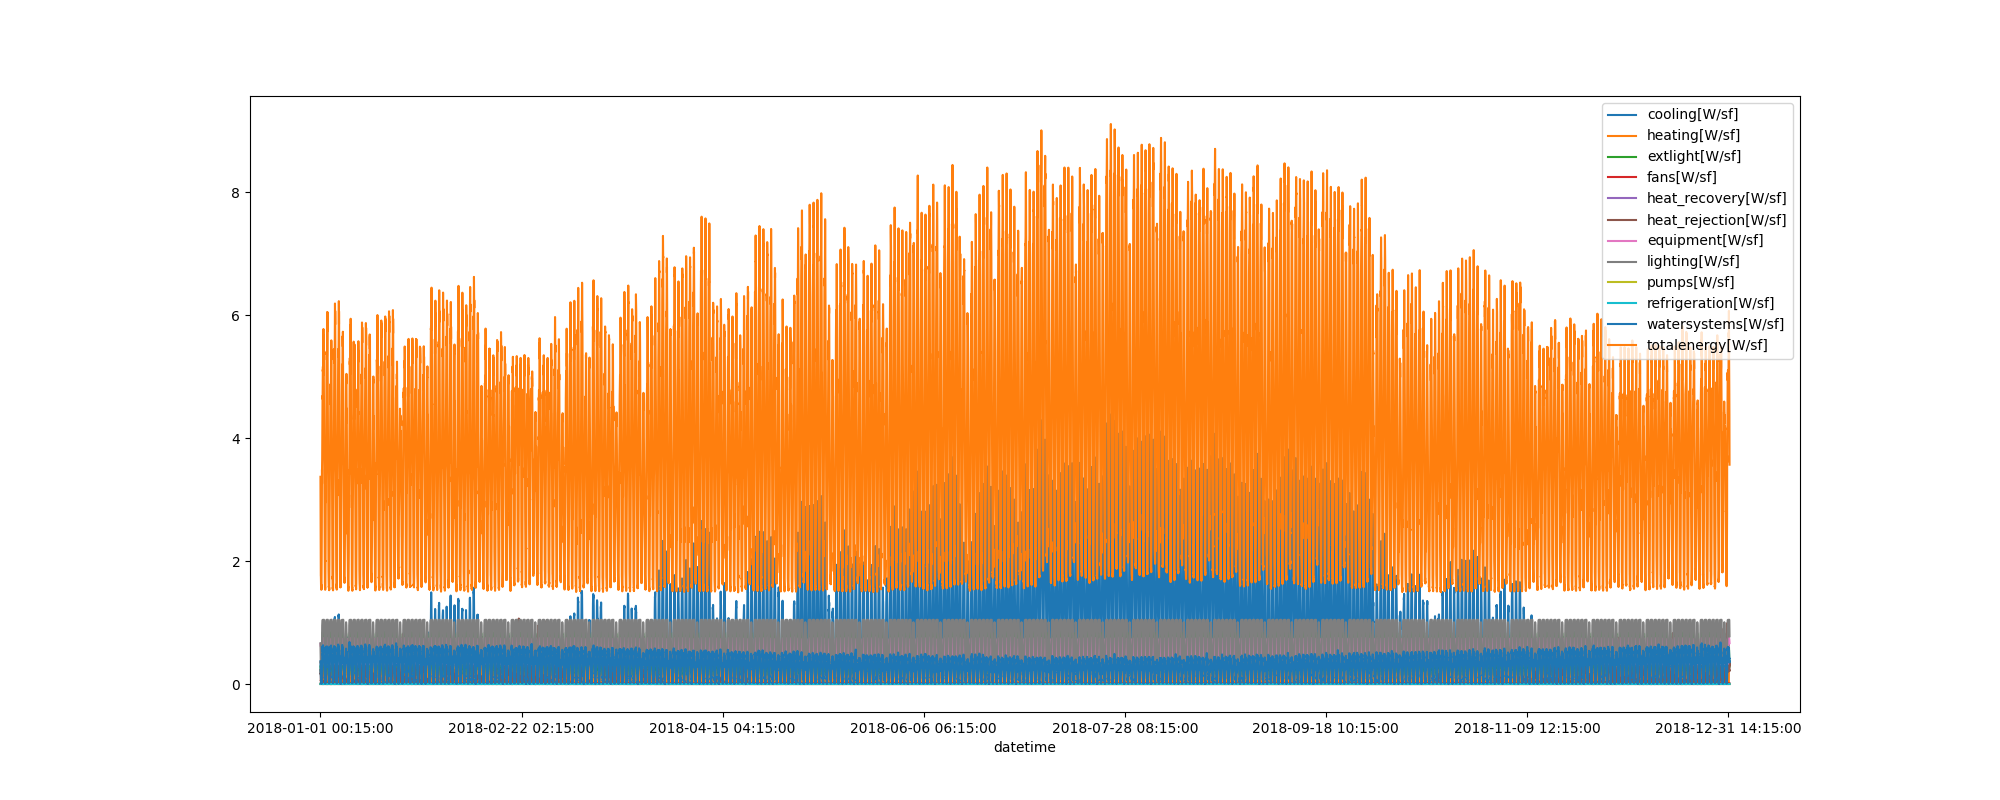 cooling[W/sf]
heating[W/sf]
extlight[W/sf]
fans[W/sf]
heat_recovery[W/sf]
heat_rejection[W/sf]
equipment[W/sf]
lighting[W/sf]
pumps[W/sf]
refrigeration[W/sf]
watersystems[W/sf]
totalenergy[W/sf]
8
6
4
2
0
2018-01-01 00:15:00 2018-02-22 02:15:00 2018-04-15 04:15:00 2018-06-06 06:15:00 2018-07-28 08:15:00 2018-09-18 10:15:00 2018-11-09 12:15:00 2018-12-31 14:15:00
datetime